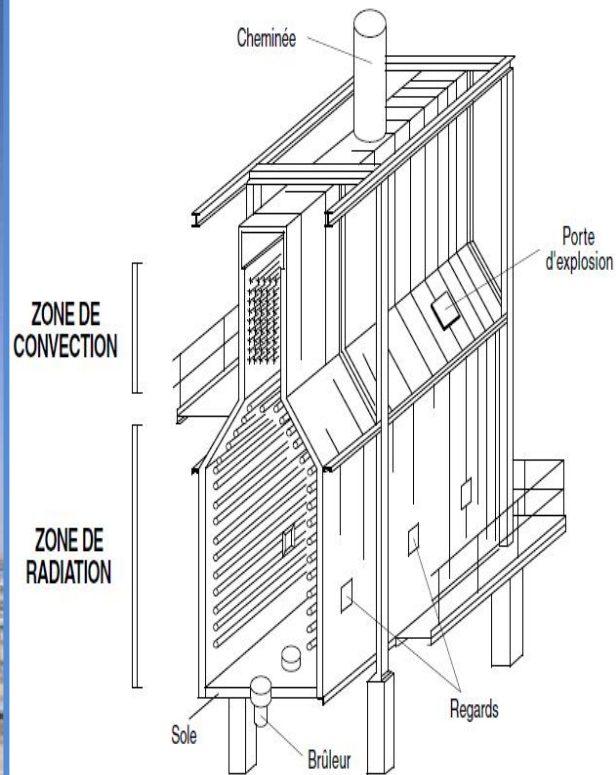 Cheminée
Porte
d'explosion
ZONE DE
CONVECTION
ZONE DE
RADIATION
Regards
Sole
Brûleur